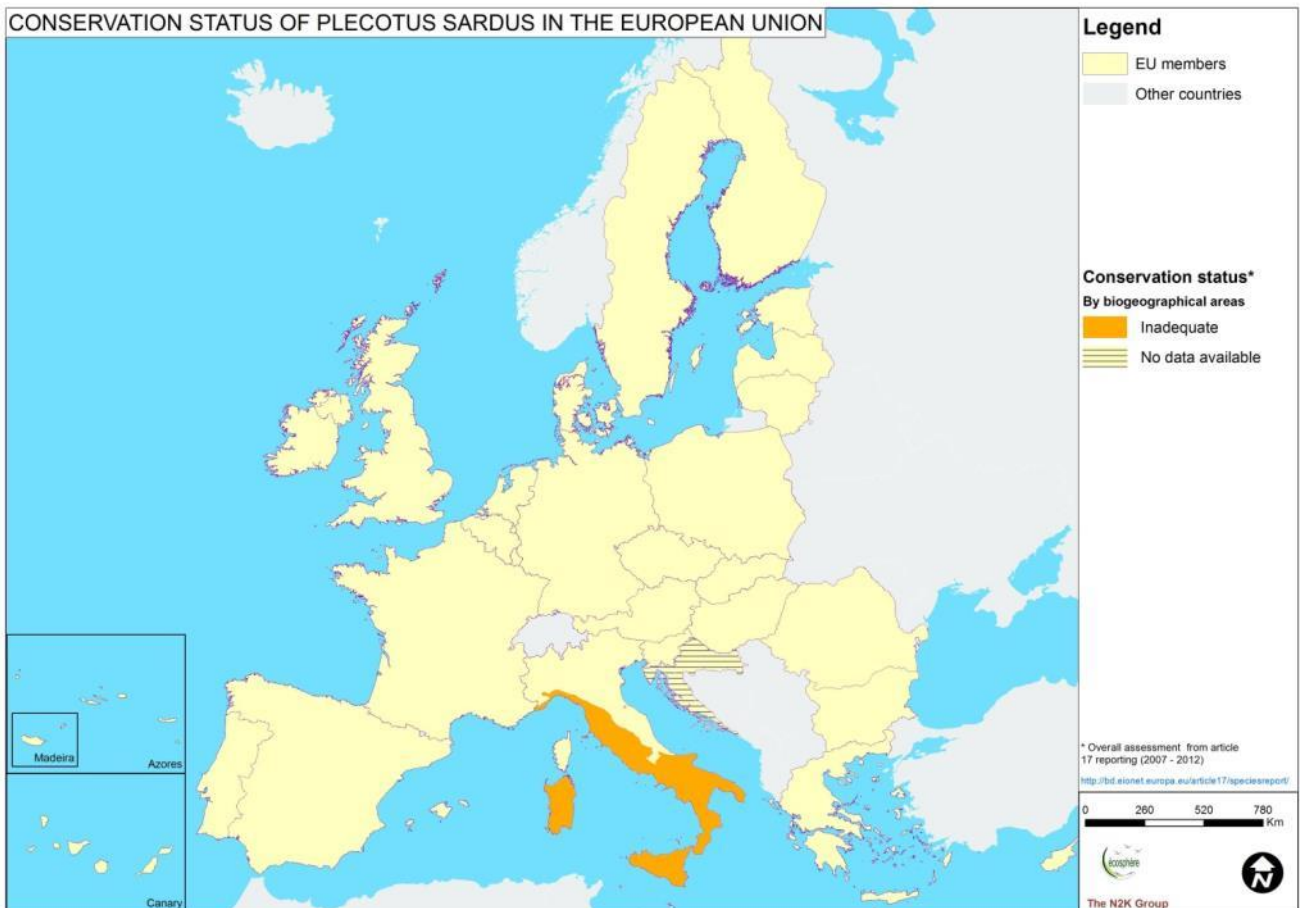 CONSERVATION STATUS OF PLECOTUS SARDUS IN THE EUROPEAN UNION
Legend
EU members
Other countries
Conservation status*
By biogeographical areas
Inadequate
No data available
Madeira
Azores
Canary
* Overall assessment from article
17 reporting (2007 - 2012)
http://bd.eionet.europa.eu/article17/speciesreport/
0 260 520 780
Km
écosphère
N
The N2K Group